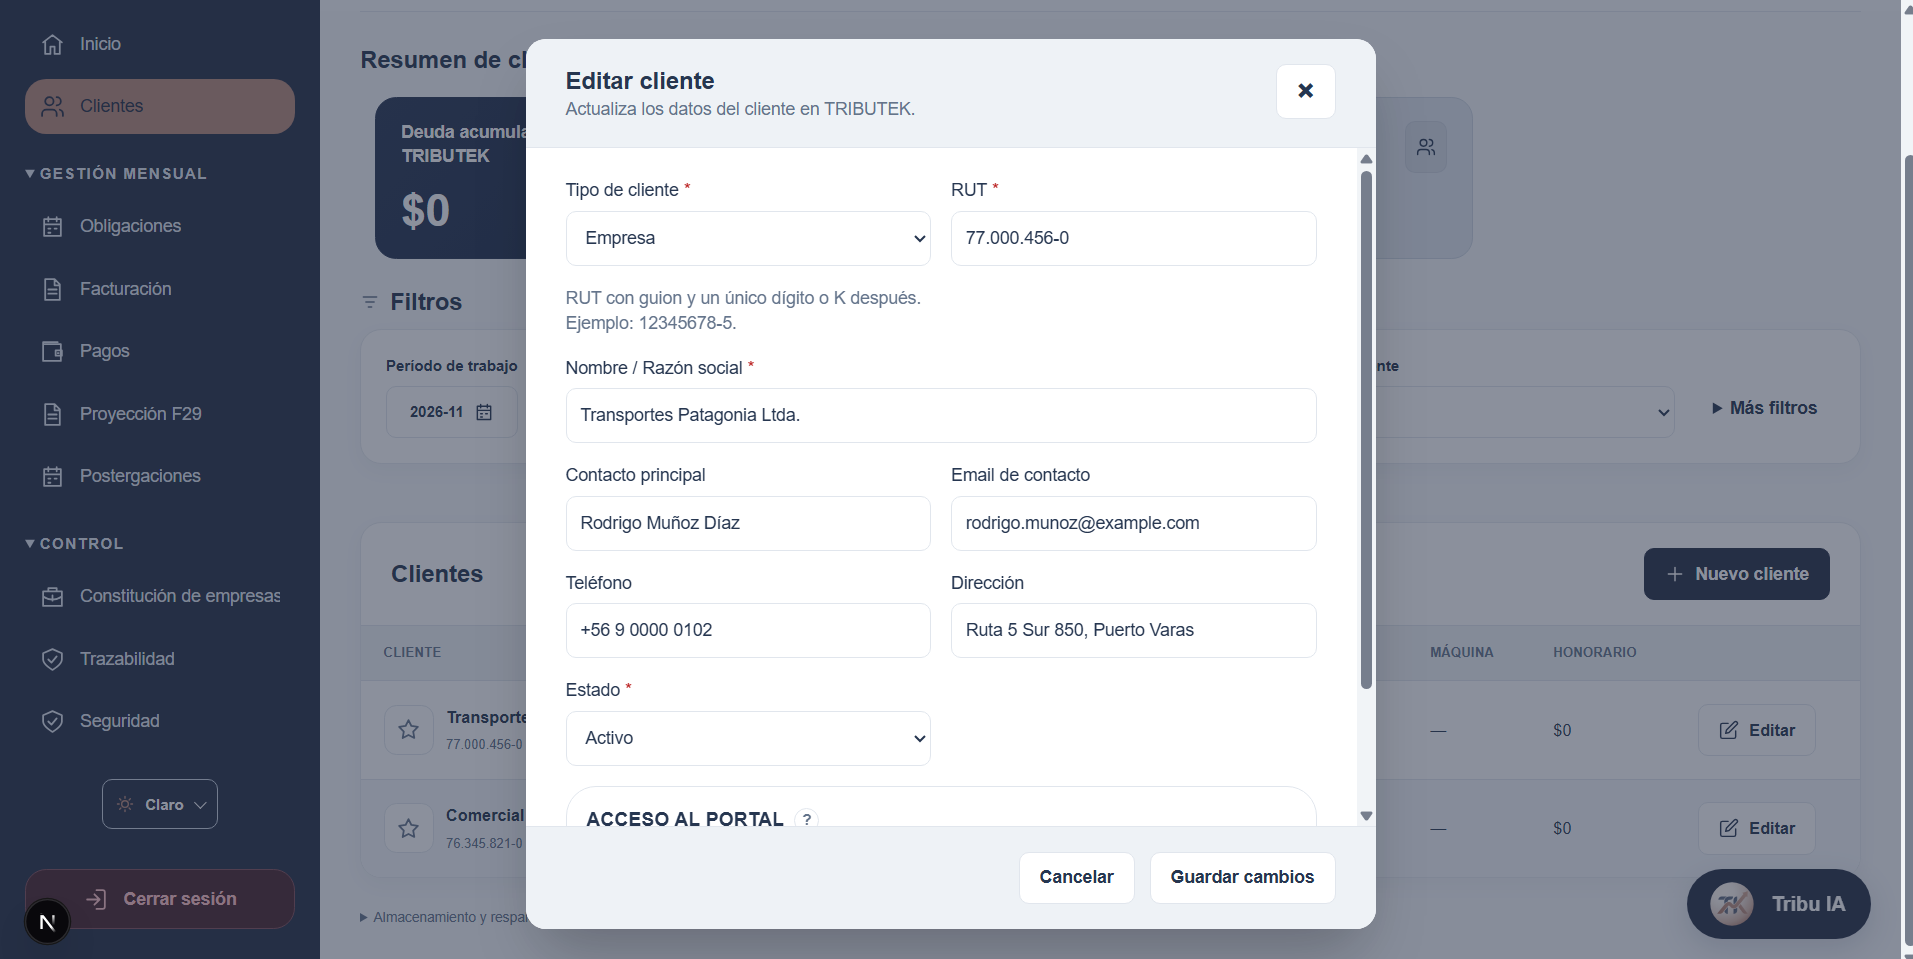 Inicio
Clientes
▾ GESTIÓN MENSUAL
Obligaciones
Facturación
Pagos
Proyección F29
Postergaciones
▾ CONTROL
Constitución de empresas
Trazabilidad
Seguridad
Claro
Cerrar sesión
N
Resumen de cl
Deuda acumula
TRIBUTEK
$0
Filtros
Período de trabajo
2026-11
nte
▸ Más filtros
Clientes
+ Nuevo cliente
CLIENTE
MÁQUINA
HONORARIO
Transporte
77.000.456-0
—
$0
Editar
Comercial
76.345.821-0
—
$0
Editar
▸ Almacenamiento y respa
Tribu IA
Editar cliente
Actualiza los datos del cliente en TRIBUTEK.
Tipo de cliente *
Empresa
RUT *
77.000.456-0
RUT con guion y un único dígito o K después.
Ejemplo: 12345678-5.
Nombre / Razón social *
Transportes Patagonia Ltda.
Contacto principal
Rodrigo Muñoz Díaz
Email de contacto
rodrigo.munoz@example.com
Teléfono
+56 9 0000 0102
Dirección
Ruta 5 Sur 850, Puerto Varas
Estado *
Activo
ACCESO AL PORTAL ?
Cancelar
Guardar cambios